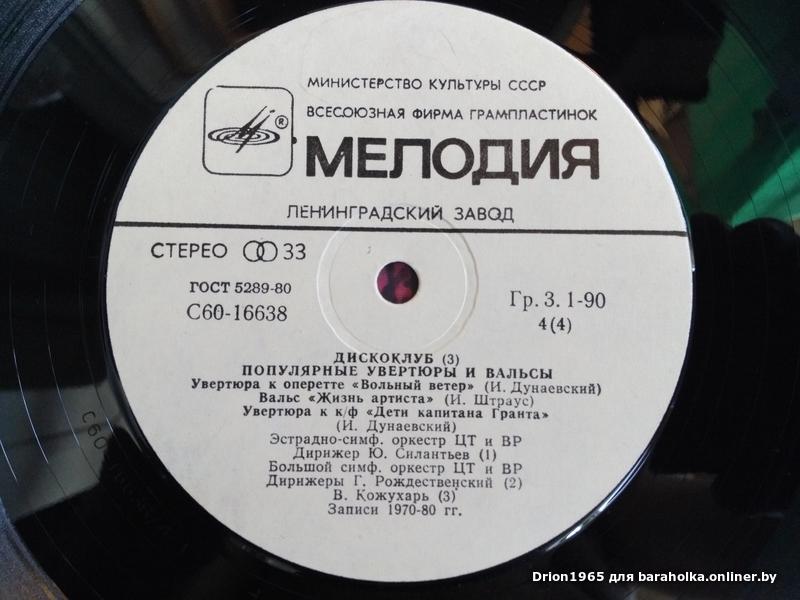 МИНИСТЕРСТВО КУЛЬТУРЫ СССР
ВСЕСОЮЗНАЯ ФИРМА ГРАМПЛАСТИНОК
®
МЕЛОДИЯ
ЛЕНИНГРАДСКИЙ ЗАВОД
СТЕРЕО 33
ГОСТ 5289-80
С60-16638
Гр. 3. 1-90
4(4)
ДИСКОКЛУБ (3)
ПОПУЛЯРНЫЕ УВЕРТЮРЫ И ВАЛЬСЫ
Увертюра к оперетте «Вольный ветер» (И. Дунаевский)
Вальс «Жизнь артиста» (И. Штраус)
Увертюра к к/ф «Дети капитана Гранта»
(И. Дунаевский)
Эстрадно-симф. оркестр ЦТ и ВР
Дирижер Ю. Силантьев (1)
Большой симф. оркестр ЦТ и ВР
Дирижеры Г. Рождественский (2)
В. Кожухарь (3)
Записи 1970-80 гг.
Drion1965 для baraholka.onliner.by